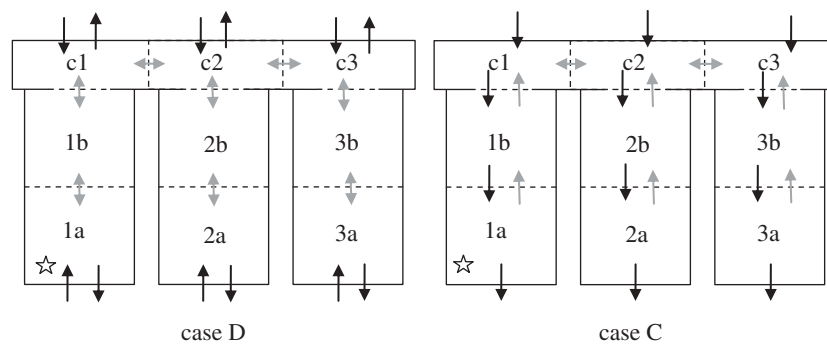 c1 c2 c3 c1 c2 c3
1b 2b 3b 1b 2b 3b
1a 2a 3a 1a 2a 3a
case D case C